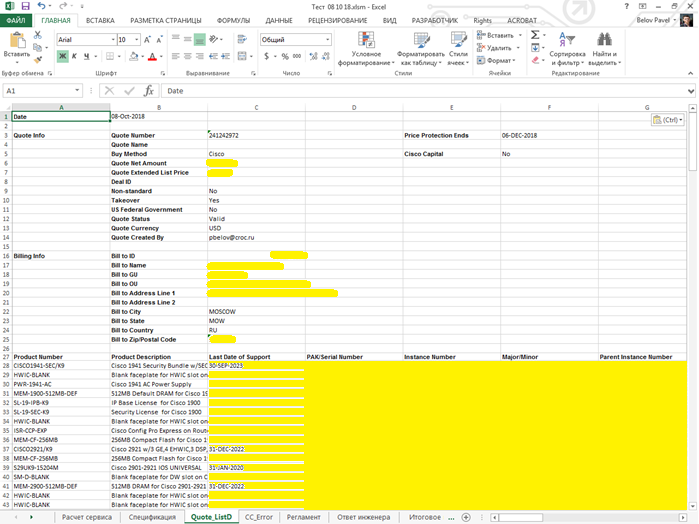 Тест 08 10 18.xlsm - Excel
ФАЙЛ ГЛАВНАЯ ВСТАВКА РАЗМЕТКА СТРАНИЦЫ ФОРМУЛЫ ДАННЫЕ РЕЦЕНЗИРОВАНИЕ ВИД РАЗРАБОТЧИК Rights ACROBAT Belov Pavel
Вставить
Arial 10
Ж К Ч
Общий
Условное форматирование
Форматировать как таблицу
Стили ячеек
Вставить
Удалить
Формат
Сортировка и фильтр
Найти и выделить
Буфер обмена Шрифт Выравнивание Число Стили Ячейки Редактирование
A1 Date
A B C D E F G
1 Date 08-Oct-2018
(Ctrl)
2
3 Quote Info Quote Number 241242972 Price Protection Ends 06-DEC-2018
4 Quote Name
5 Buy Method Cisco Cisco Capital No
6 Quote Net Amount
7 Quote Extended List Price
8 Deal ID
9 Non-standard No
10 Takeover Yes
11 US Federal Government No
12 Quote Status Valid
13 Quote Currency USD
14 Quote Created By pbelov@croc.ru
15
16 Billing Info Bill to ID
17 Bill to Name
18 Bill to GU
19 Bill to OU
20 Bill to Address Line 1
21 Bill to Address Line 2
22 Bill to City MOSCOW
23 Bill to State MOW
24 Bill to Country RU
25 Bill to Zip/Postal Code
26
27 Product Number Product Description Last Date of Support PAK/Serial Number Instance Number Major/Minor Parent Instance Number
28 CISCO1941-SEC/K9 Cisco 1941 Security Bundle w/SEC 30-SEP-2023
29 HWIC-BLANK Blank faceplate for HWIC slot on
30 PWR-1941-AC Cisco 1941 AC Power Supply
31 MEM-1900-512MB-DEF 512MB Default DRAM for Cisco 19
32 SL-19-IPB-K9 IP Base License for Cisco 1900
33 SL-19-SEC-K9 Security License for Cisco 1900
34 HWIC-BLANK Blank faceplate for HWIC slot on
35 ISR-CCP-EXP Cisco Config Pro Express on Rout
36 MEM-CF-256MB 256MB Compact Flash for Cisco 1
37 CISCO2921/K9 Cisco 2921 w/3 GE,4 EHWIC,3 DSP, 31-DEC-2022
38 MEM-CF-256MB 256MB Compact Flash for Cisco 1
39 S29UK9-15204M Cisco 2901-2921 IOS UNIVERSAL 31-JAN-2020
40 SM-D-BLANK Blank faceplate for DW slot on C
41 MEM-2900-512MB-DEF 512MB DRAM for Cisco 2901-2921 31-DEC-2022
42 HWIC-BLANK Blank faceplate for HWIC slot on
43 HWIC-BLANK Blank faceplate for HWIC slot on
Расчет сервиса Спецификация Quote_ListD CC_Error Регламент Ответ инженера Итоговое ...